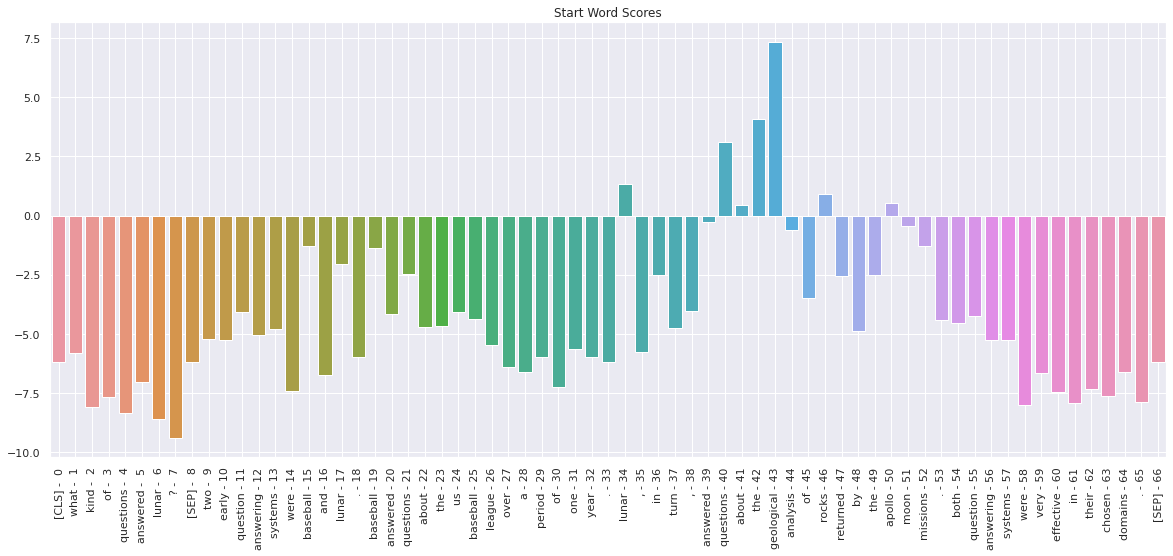 Start Word Scores
7.5
5.0
2.5
0.0
−2.5
−5.0
−7.5
−10.0
[CLS] - 0
what - 1
kind - 2
of - 3
questions - 4
answered - 5
lunar - 6
? - 7
[SEP] - 8
two - 9
early - 10
question - 11
answering - 12
systems - 13
were - 14
baseball - 15
and - 16
lunar - 17
. - 18
baseball - 19
answered - 20
questions - 21
about - 22
the - 23
us - 24
baseball - 25
league - 26
over - 27
a - 28
period - 29
of - 30
one - 31
year - 32
. - 33
lunar - 34
, - 35
in - 36
turn - 37
, - 38
answered - 39
questions - 40
about - 41
the - 42
geological - 43
analysis - 44
of - 45
rocks - 46
returned - 47
by - 48
the - 49
apollo - 50
moon - 51
missions - 52
. - 53
both - 54
question - 55
answering - 56
systems - 57
were - 58
very - 59
effective - 60
in - 61
their - 62
chosen - 63
domains - 64
. - 65
[SEP] - 66